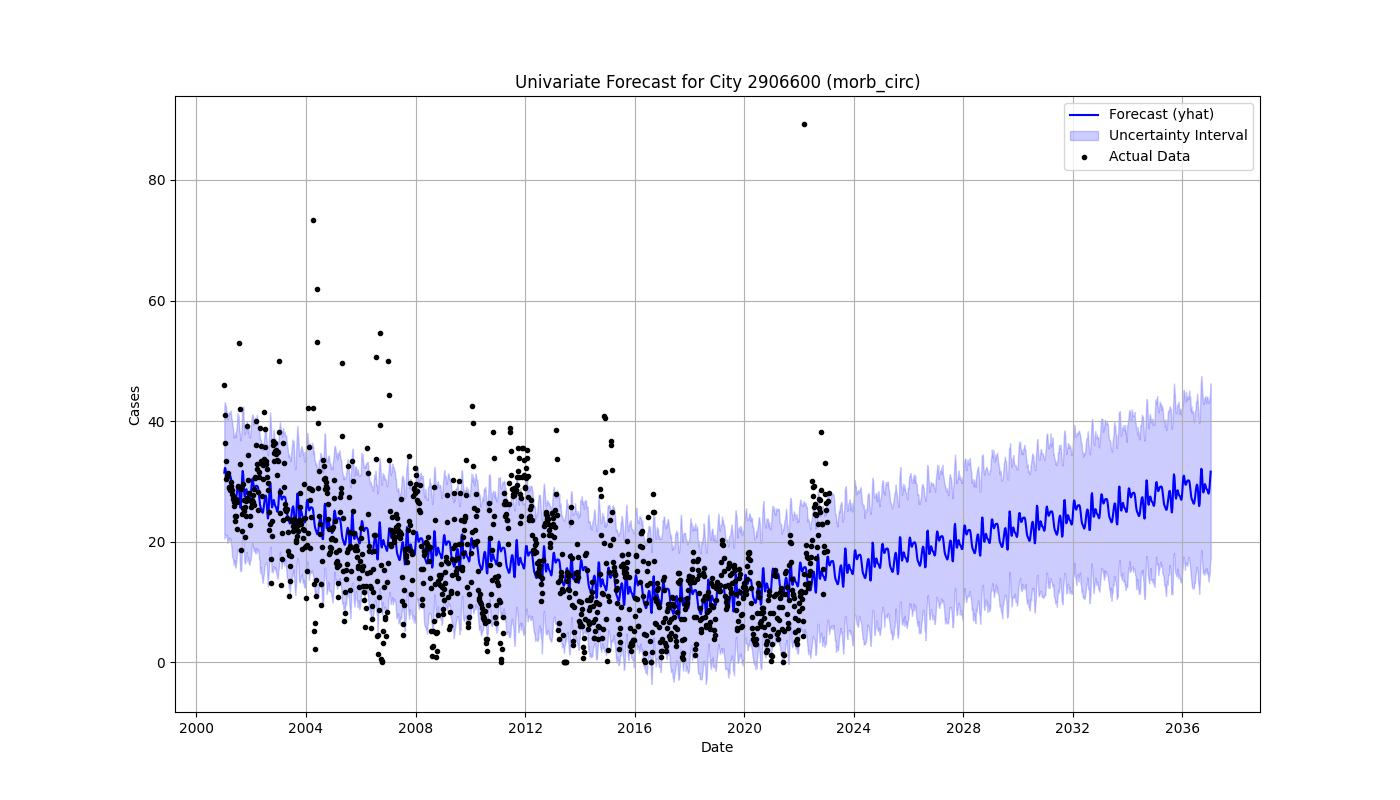 Univariate Forecast for City 2906600 (morb_circ)
Forecast (yhat)
Uncertainty Interval
Actual Data
80
60
40
20
0
Cases
2000 2004 2008 2012 2016 2020 2024 2028 2032 2036
Date